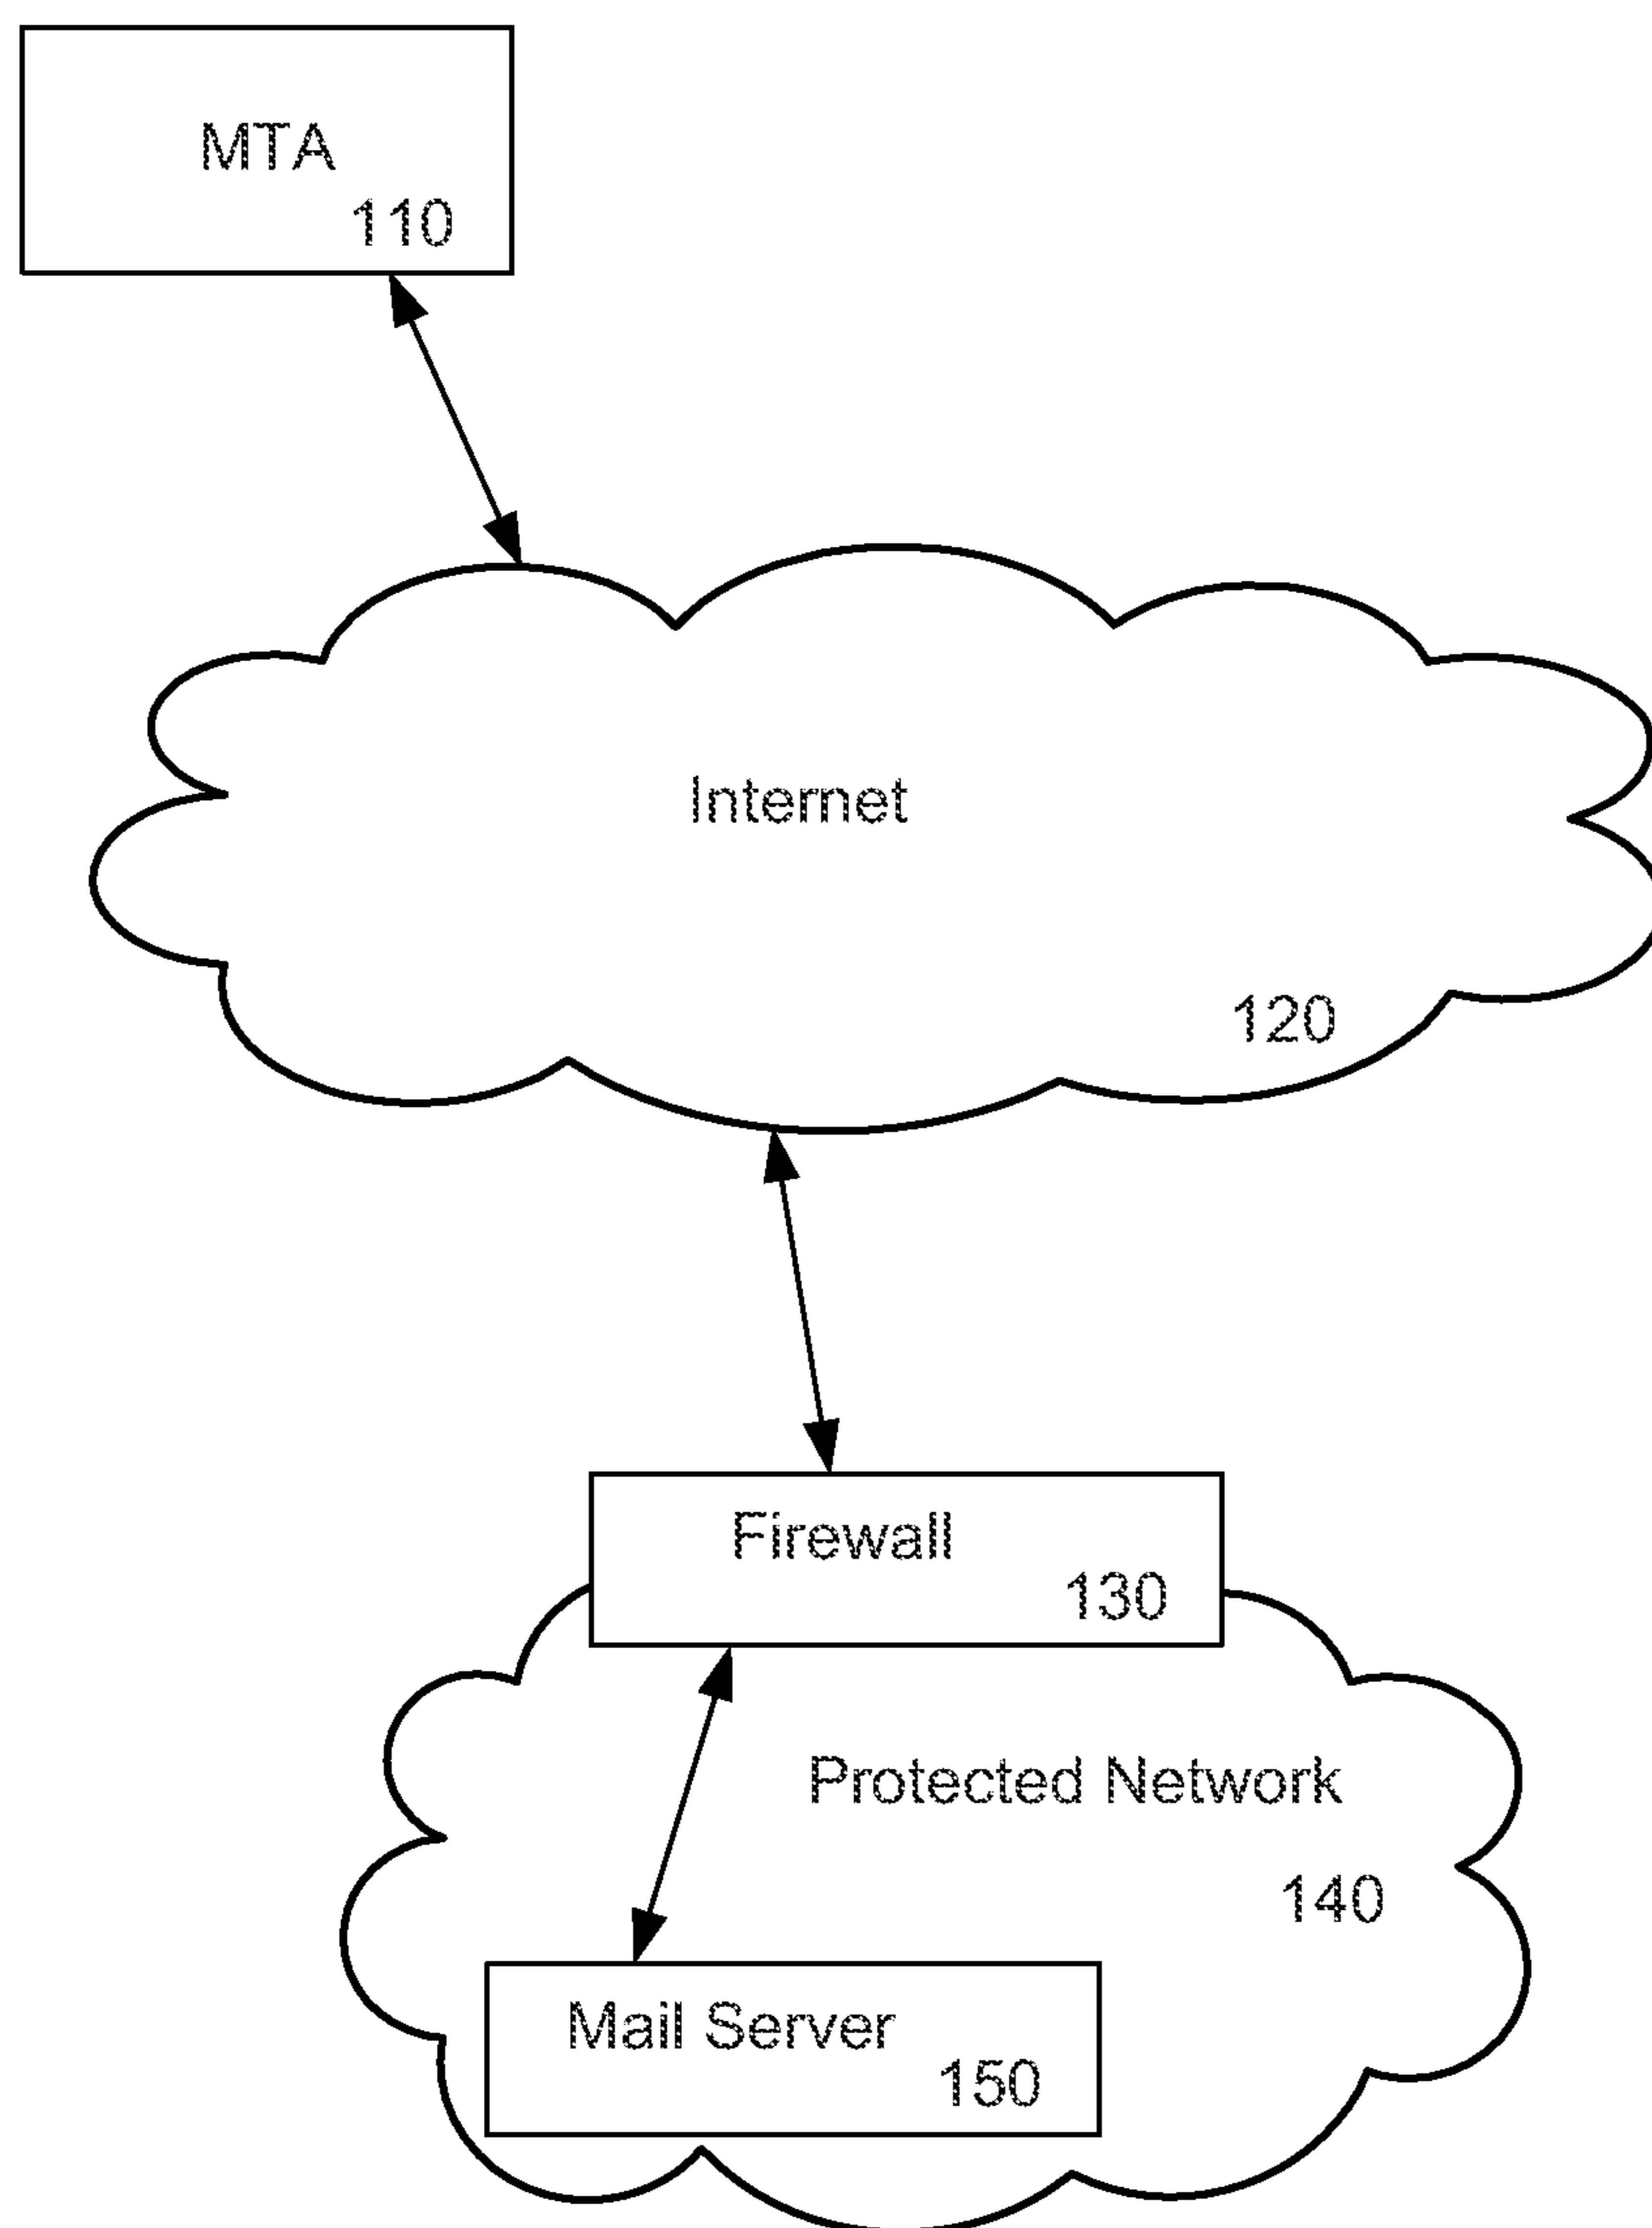 MTA
110
Internet
120
Firewall
130
Protected Network
140
Mail Server
150